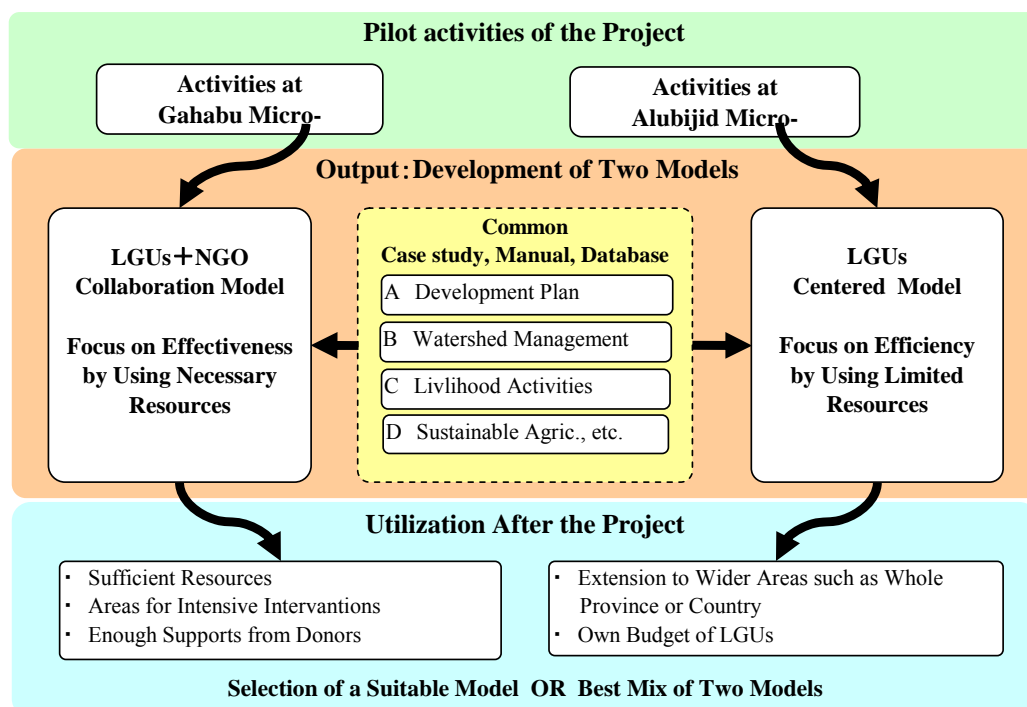 Pilot activities of the Project
Activities at
Gahabu Micro-
Activities at
Alubijid Micro-
Output：Development of Two Models
LGUs＋NGO
Collaboration Model
Focus on Effectiveness
by Using Necessary
Resources
Common
Case study, Manual, Database
A Development Plan
B Watershed Management
C Livlihood Activities
D Sustainable Agric., etc.
LGUs
Centered Model
Focus on Efficiency
by Using Limited
Resources
Utilization After the Project
・ Sufficient Resources
・ Areas for Intensive Intervantions
・ Enough Supports from Donors
・ Extension to Wider Areas such as Whole
Province or Country
・ Own Budget of LGUs
Selection of a Suitable Model OR Best Mix of Two Models